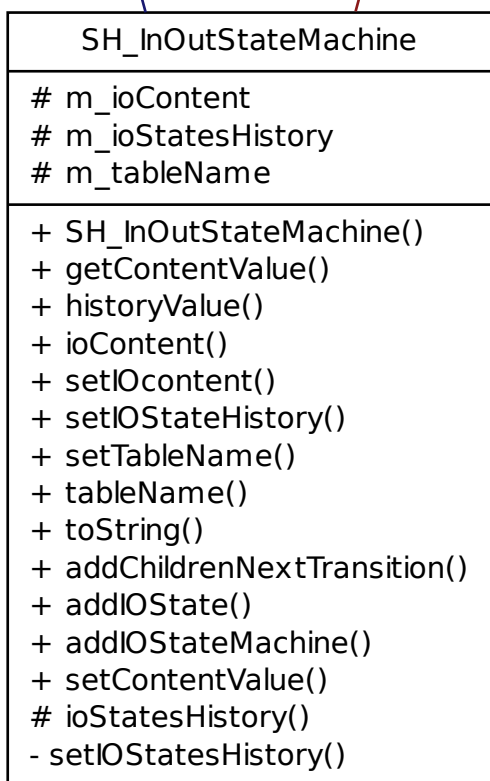 SH_InOutStateMachine
# m_ioContent
# m_ioStatesHistory
# m_tableName
+ SH_InOutStateMachine()
+ getContentValue()
+ historyValue()
+ ioContent()
+ setIOcontent()
+ setIOStateHistory()
+ setTableName()
+ tableName()
+ toString()
+ addChildrenNextTransition()
+ addIOState()
+ addIOStateMachine()
+ setContentValue()
# ioStatesHistory()
- setIOStatesHistory()